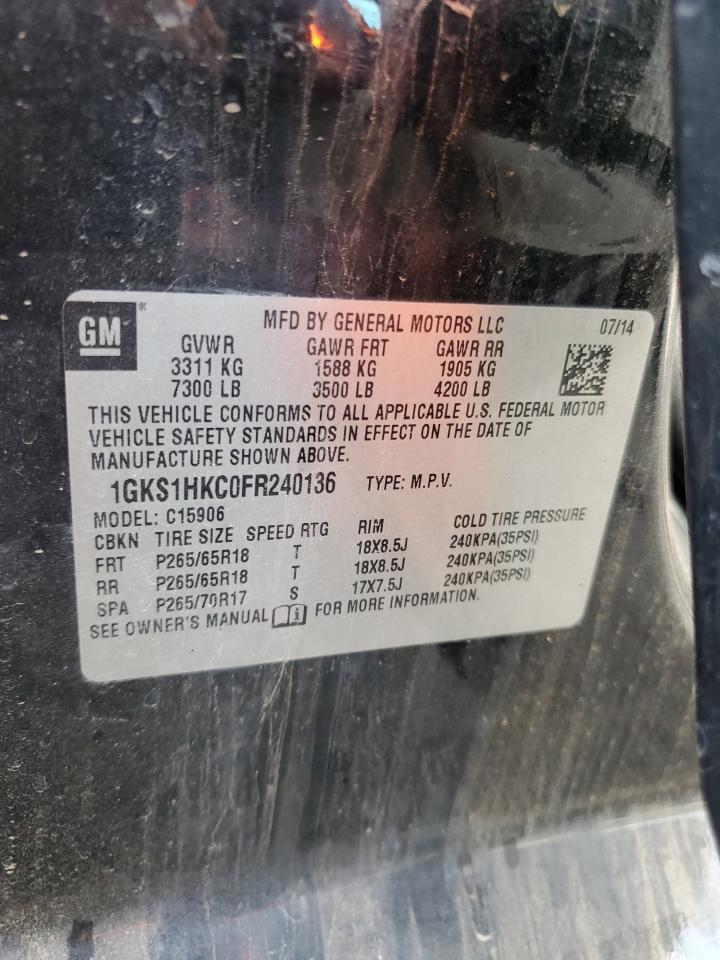 GM ®
MFD BY GENERAL MOTORS LLC 07/14
GVWR GAWR FRT GAWR RR
3311 KG 1588 KG 1905 KG
7300 LB 3500 LB 4200 LB
THIS VEHICLE CONFORMS TO ALL APPLICABLE U.S. FEDERAL MOTOR
VEHICLE SAFETY STANDARDS IN EFFECT ON THE DATE OF
MANUFACTURE SHOWN ABOVE.
1GKS1HKC0FR240136 TYPE: M.P.V.
MODEL: C15906
CBKN TIRE SIZE SPEED RTG RIM COLD TIRE PRESSURE
FRT P265/65R18 T 18X8.5J 240KPA(35PSI)
RR P265/65R18 T 18X8.5J 240KPA(35PSI)
SPA P265/70R17 S 17X7.5J 240KPA(35PSI)
SEE OWNER'S MANUAL i FOR MORE INFORMATION.